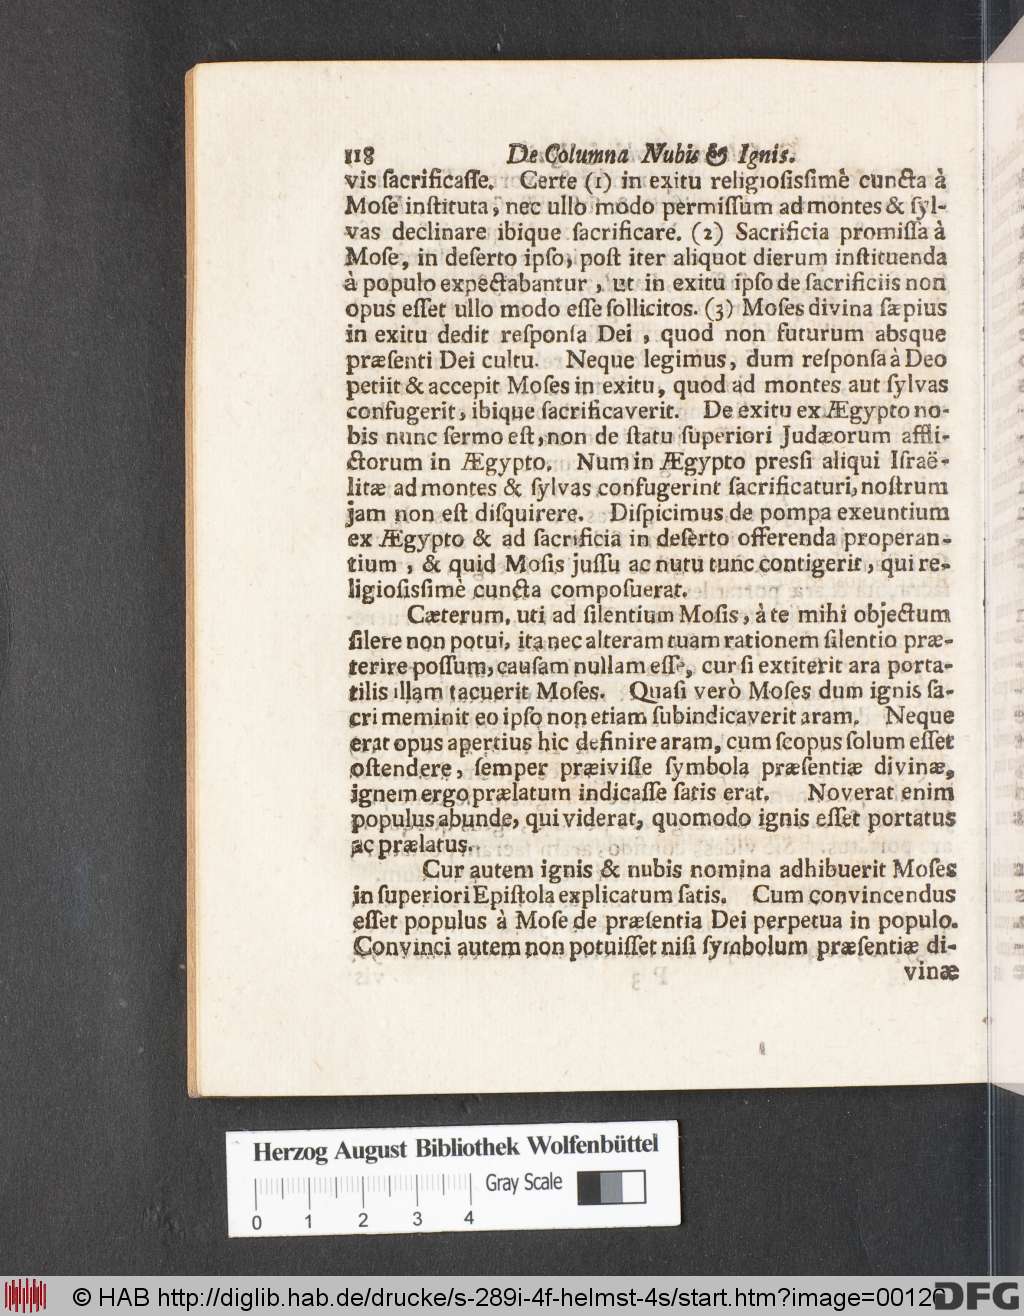 118 De Columna Nubis & Ignis.
vis ſacrificaſſe. Certe (1) in exitu religioſisſimè cuncta à
Moſe inſtituta, nec ullo modo permiſſum ad montes & ſyl-
vas declinare ibique ſacrificare. (2) Sacrificia promiſſa à
Moſe, in deſerto ipſo, poſt iter aliquot dierum inſtituenda
à populo expectabantur, ut in exitu ipſo de ſacrificiis non
opus eſſet ullo modo eſſe ſollicitos. (3) Moſes divina ſæpius
in exitu dedit reſponſa Dei, quod non futurum absque
præſenti Dei cultu. Neque legimus, dum reſponſa à Deo
petiit & accepit Moſes in exitu, quod ad montes aut ſylvas
confugerit, ibique ſacrificaverit. De exitu ex Ægypto no-
bis nunc ſermo eſt, non de ſtatu ſuperiori Judæorum affli-
ctorum in Ægypto. Num in Ægypto presſi aliqui Iſraë-
litæ ad montes & ſylvas confugerint ſacrificaturi, noſtrum
jam non eſt diſquirere. Diſpicimus de pompa exeuntium
ex Ægypto & ad ſacrificia in deſèrto offerenda properan-
tium, & quid Moſis juſſu ac nutu tunc contigerit, qui re-
ligioſisſimè cuncta compoſuerat.
Cæterum, uti ad ſilentium Moſis, à te mihi objectum
ſilere non potui, ita nec alteram tuam rationem ſilentio præ-
terire poſſum, cauſam nullam eſſe, cur ſi extiterit ara porta-
tilis illam tacuerit Moſes. Quaſi verò Moſes dum ignis ſa-
cri meminit eo ipſo non etiam ſubindicaverit aram. Neque
erat opus apertius hic definire aram, cum ſcopus ſolum eſſet
oſtendere, ſemper præiviſſe ſymbola præſentiæ divinæ,
ignem ergo prælatum indicaſſe ſatis erat. Noverat enim
populus abunde, qui viderat, quomodo ignis eſſet portatus
ac prælatus.
Cur autem ignis & nubis nomina adhibuerit Moſes
in ſuperiori Epiſtola explicatum ſatis. Cum convincendus
eſſet populus à Moſe de præſentia Dei perpetua in populo.
Convinci autem non potuiſſet niſi ſymbolum præſentiæ di-
vinæ
Herzog August Bibliothek Wolfenbüttel
Gray Scale
0 1 2 3 4
© HAB http://diglib.hab.de/drucke/s-289i-4f-helmst-4s/start.htm?image=00120
DFG